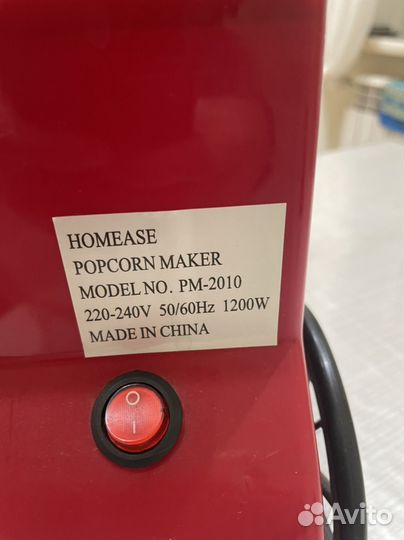 HOMEASE
POPCORN MAKER
MODEL NO. PM-2010
220-240V 50/60Hz 1200W
MADE IN CHINA
Avito